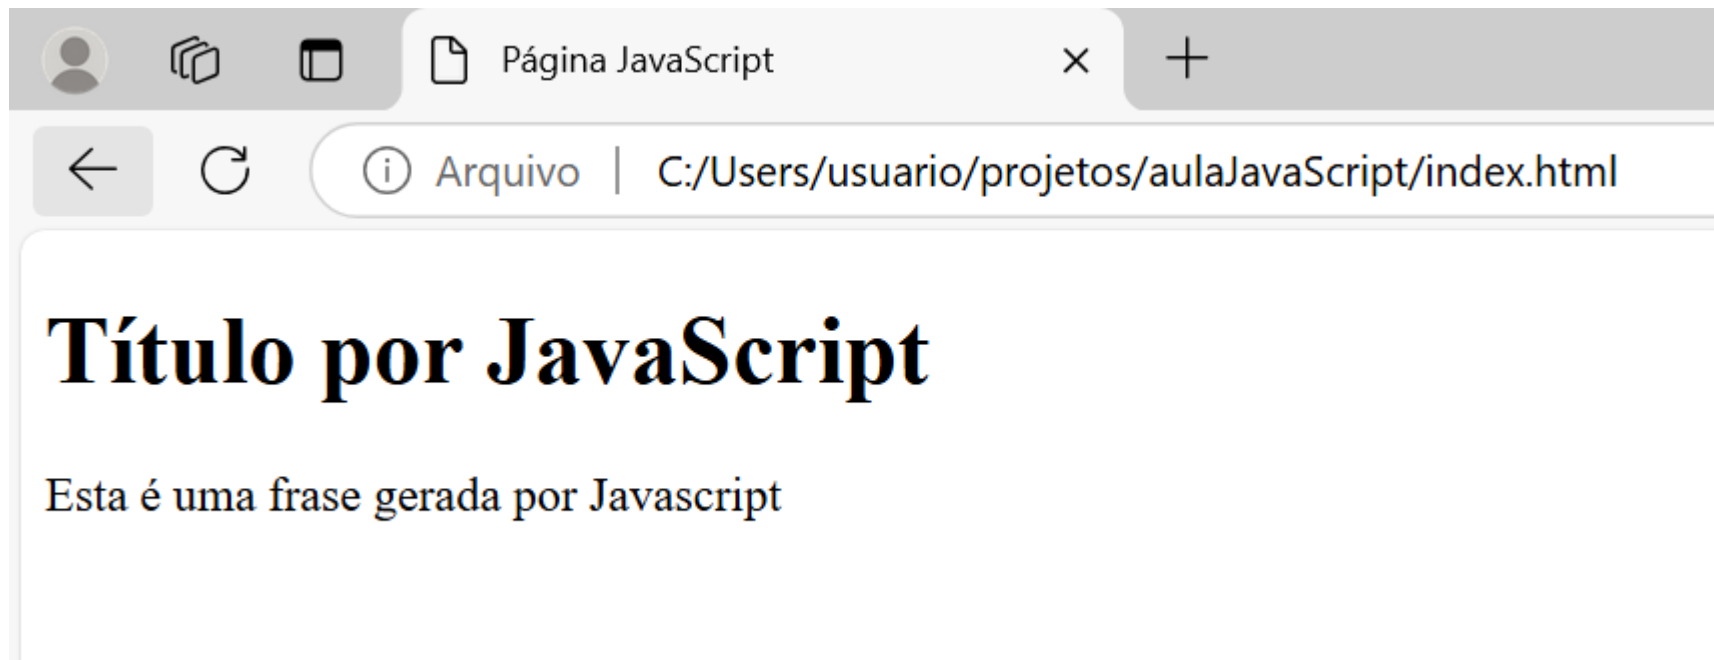 Página JavaScript
Arquivo | C:/Users/usuario/projetos/aulaJavaScript/index.html
Título por JavaScript
Esta é uma frase gerada por Javascript